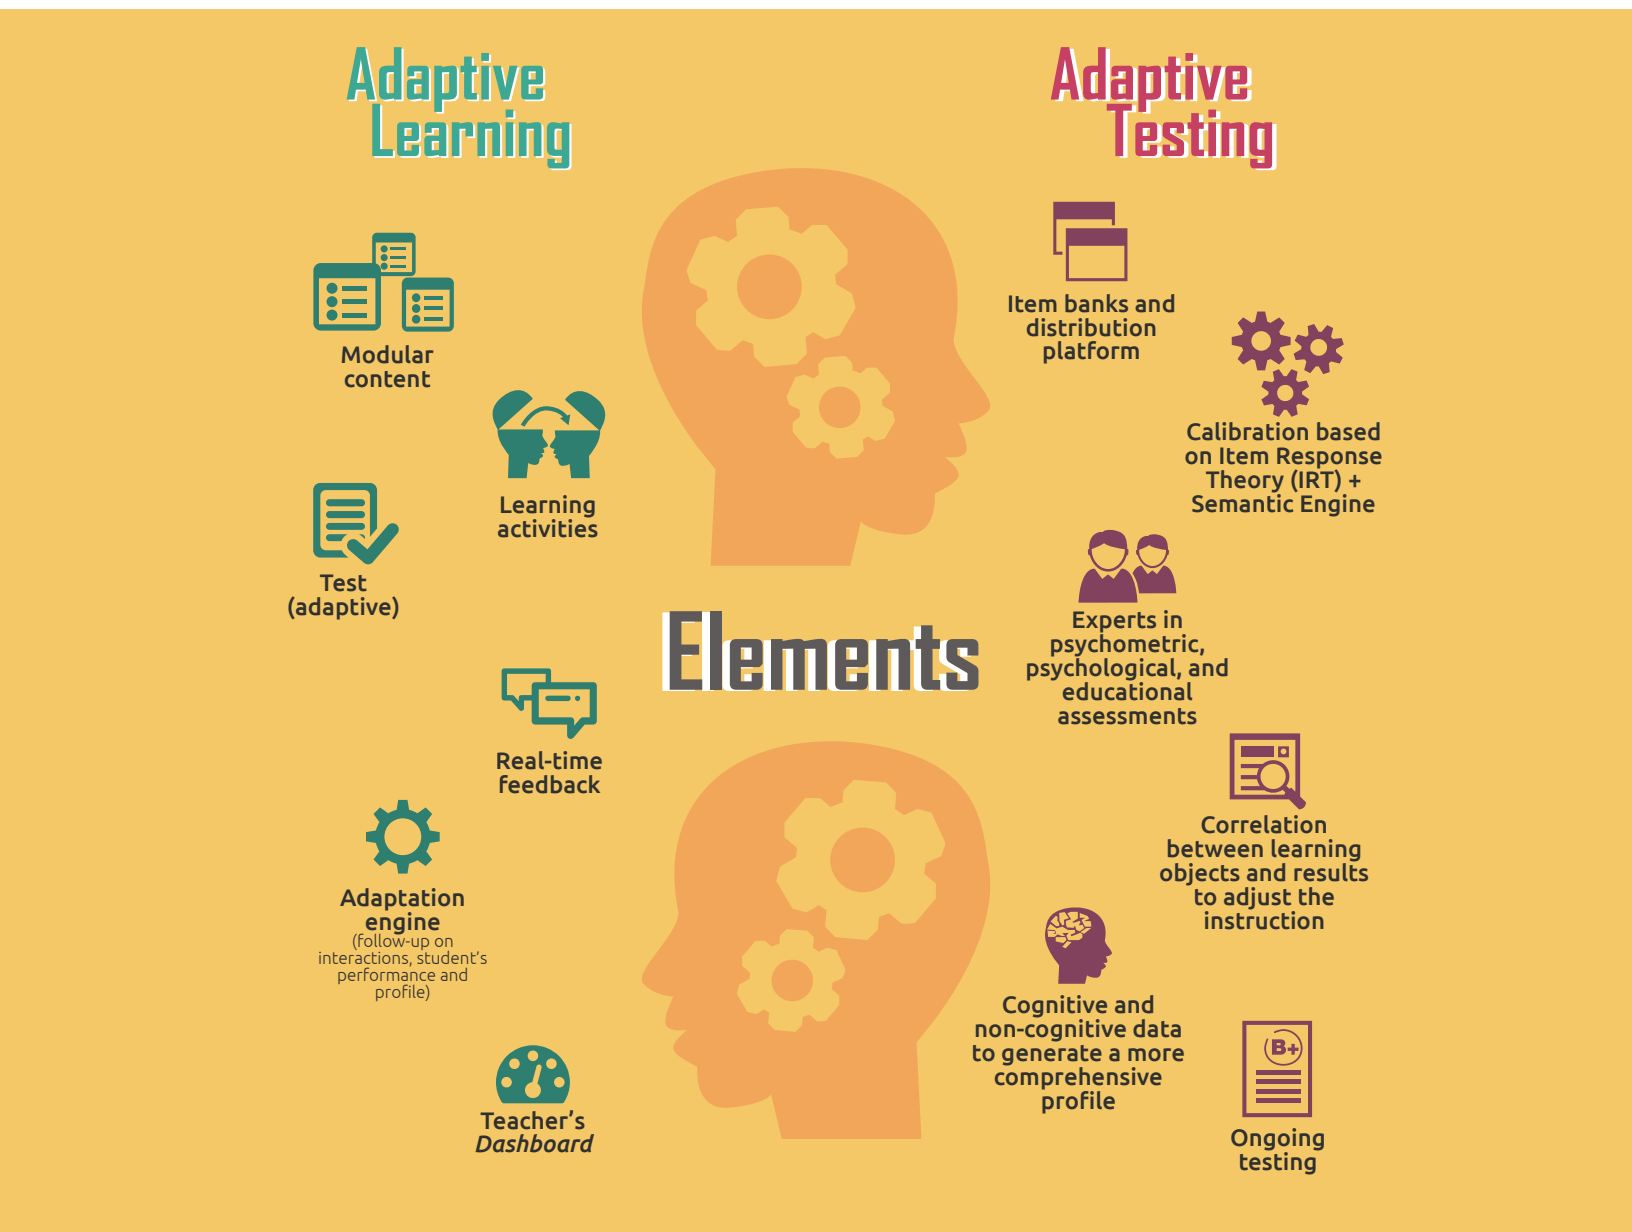 Adaptive
Learning
Modular
content
Learning
activities
Test
(adaptive)
Real-time
feedback
Adaptation
engine
(follow-up on
interactions, student’s
performance and
profile)
Teacher’s
Dashboard
Elements
Adaptive
Testing
Item banks and
distribution
platform
Calibration based
on Item Response
Theory (IRT) +
Semantic Engine
Experts in
psychometric,
psychological, and
educational
assessments
Correlation
between learning
objects and results
to adjust the
instruction
Cognitive and
non-cognitive data
to generate a more
comprehensive
profile
B+
Ongoing
testing